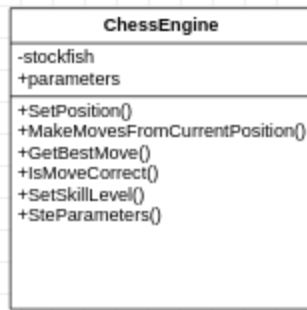 ChessEngine
-stockfish
+parameters
+SetPosition()
+MakeMovesFromCurrentPosition()
+GetBestMove()
+IsMoveCorrect()
+SetSkillLevel()
+SteParameters()